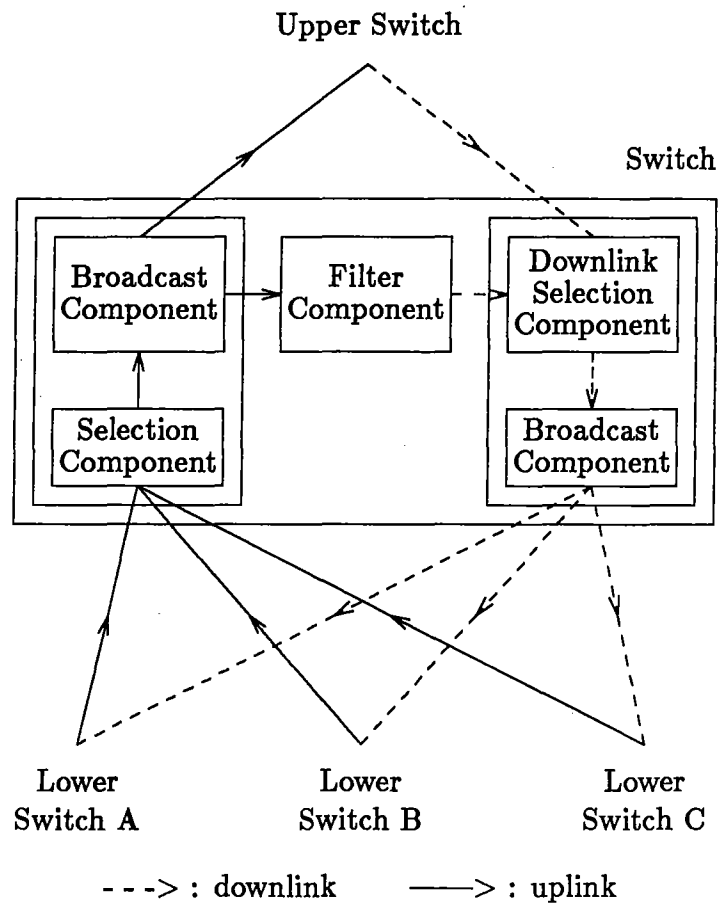 Upper Switch
Switch
Broadcast
Component
Filter
Component
Downlink
Selection
Component
Selection
Component
Broadcast
Component
Lower
Switch A
Lower
Switch B
Lower
Switch C
- - -> : downlink
——> : uplink